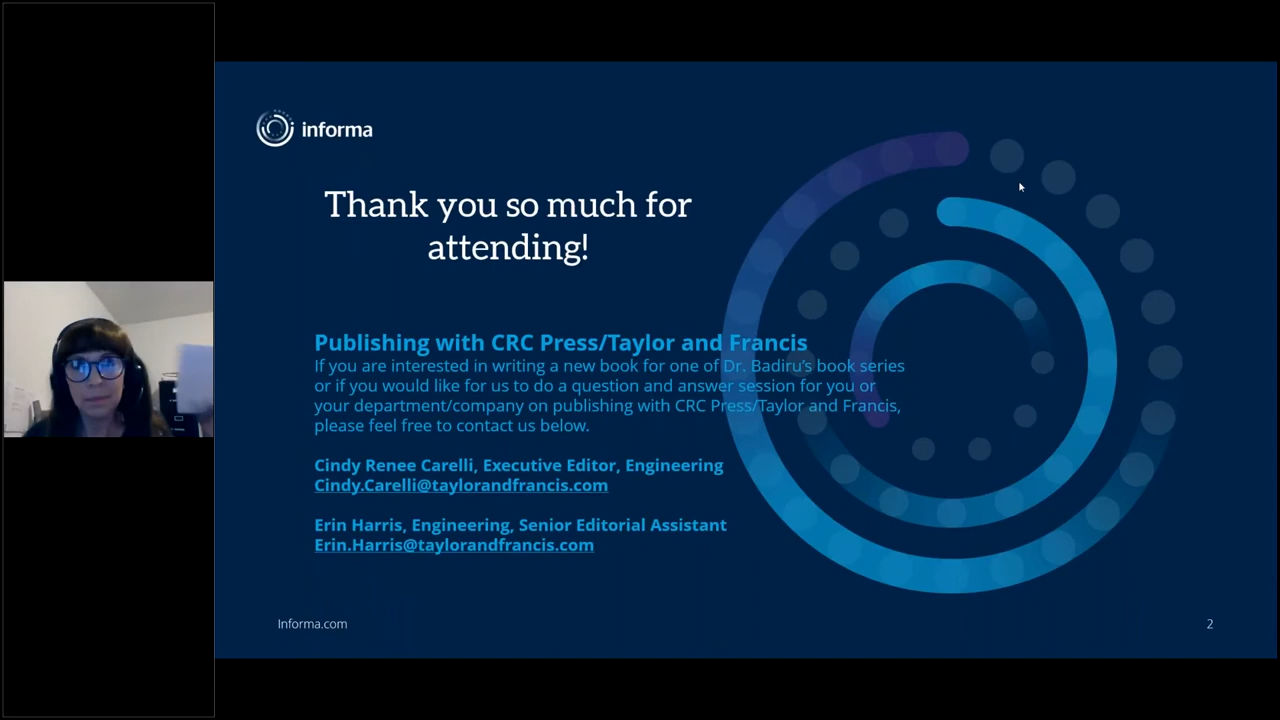 informa
Thank you so much for
attending!
Publishing with CRC Press/Taylor and Francis
If you are interested in writing a new book for one of Dr. Badiru's book series
or if you would like for us to do a question and answer session for you or
your department/company on publishing with CRC Press/Taylor and Francis,
please feel free to contact us below.
Cindy Renee Carelli, Executive Editor, Engineering
Cindy.Carelli@taylorandfrancis.com
Erin Harris, Engineering, Senior Editorial Assistant
Erin.Harris@taylorandfrancis.com
Informa.com
2